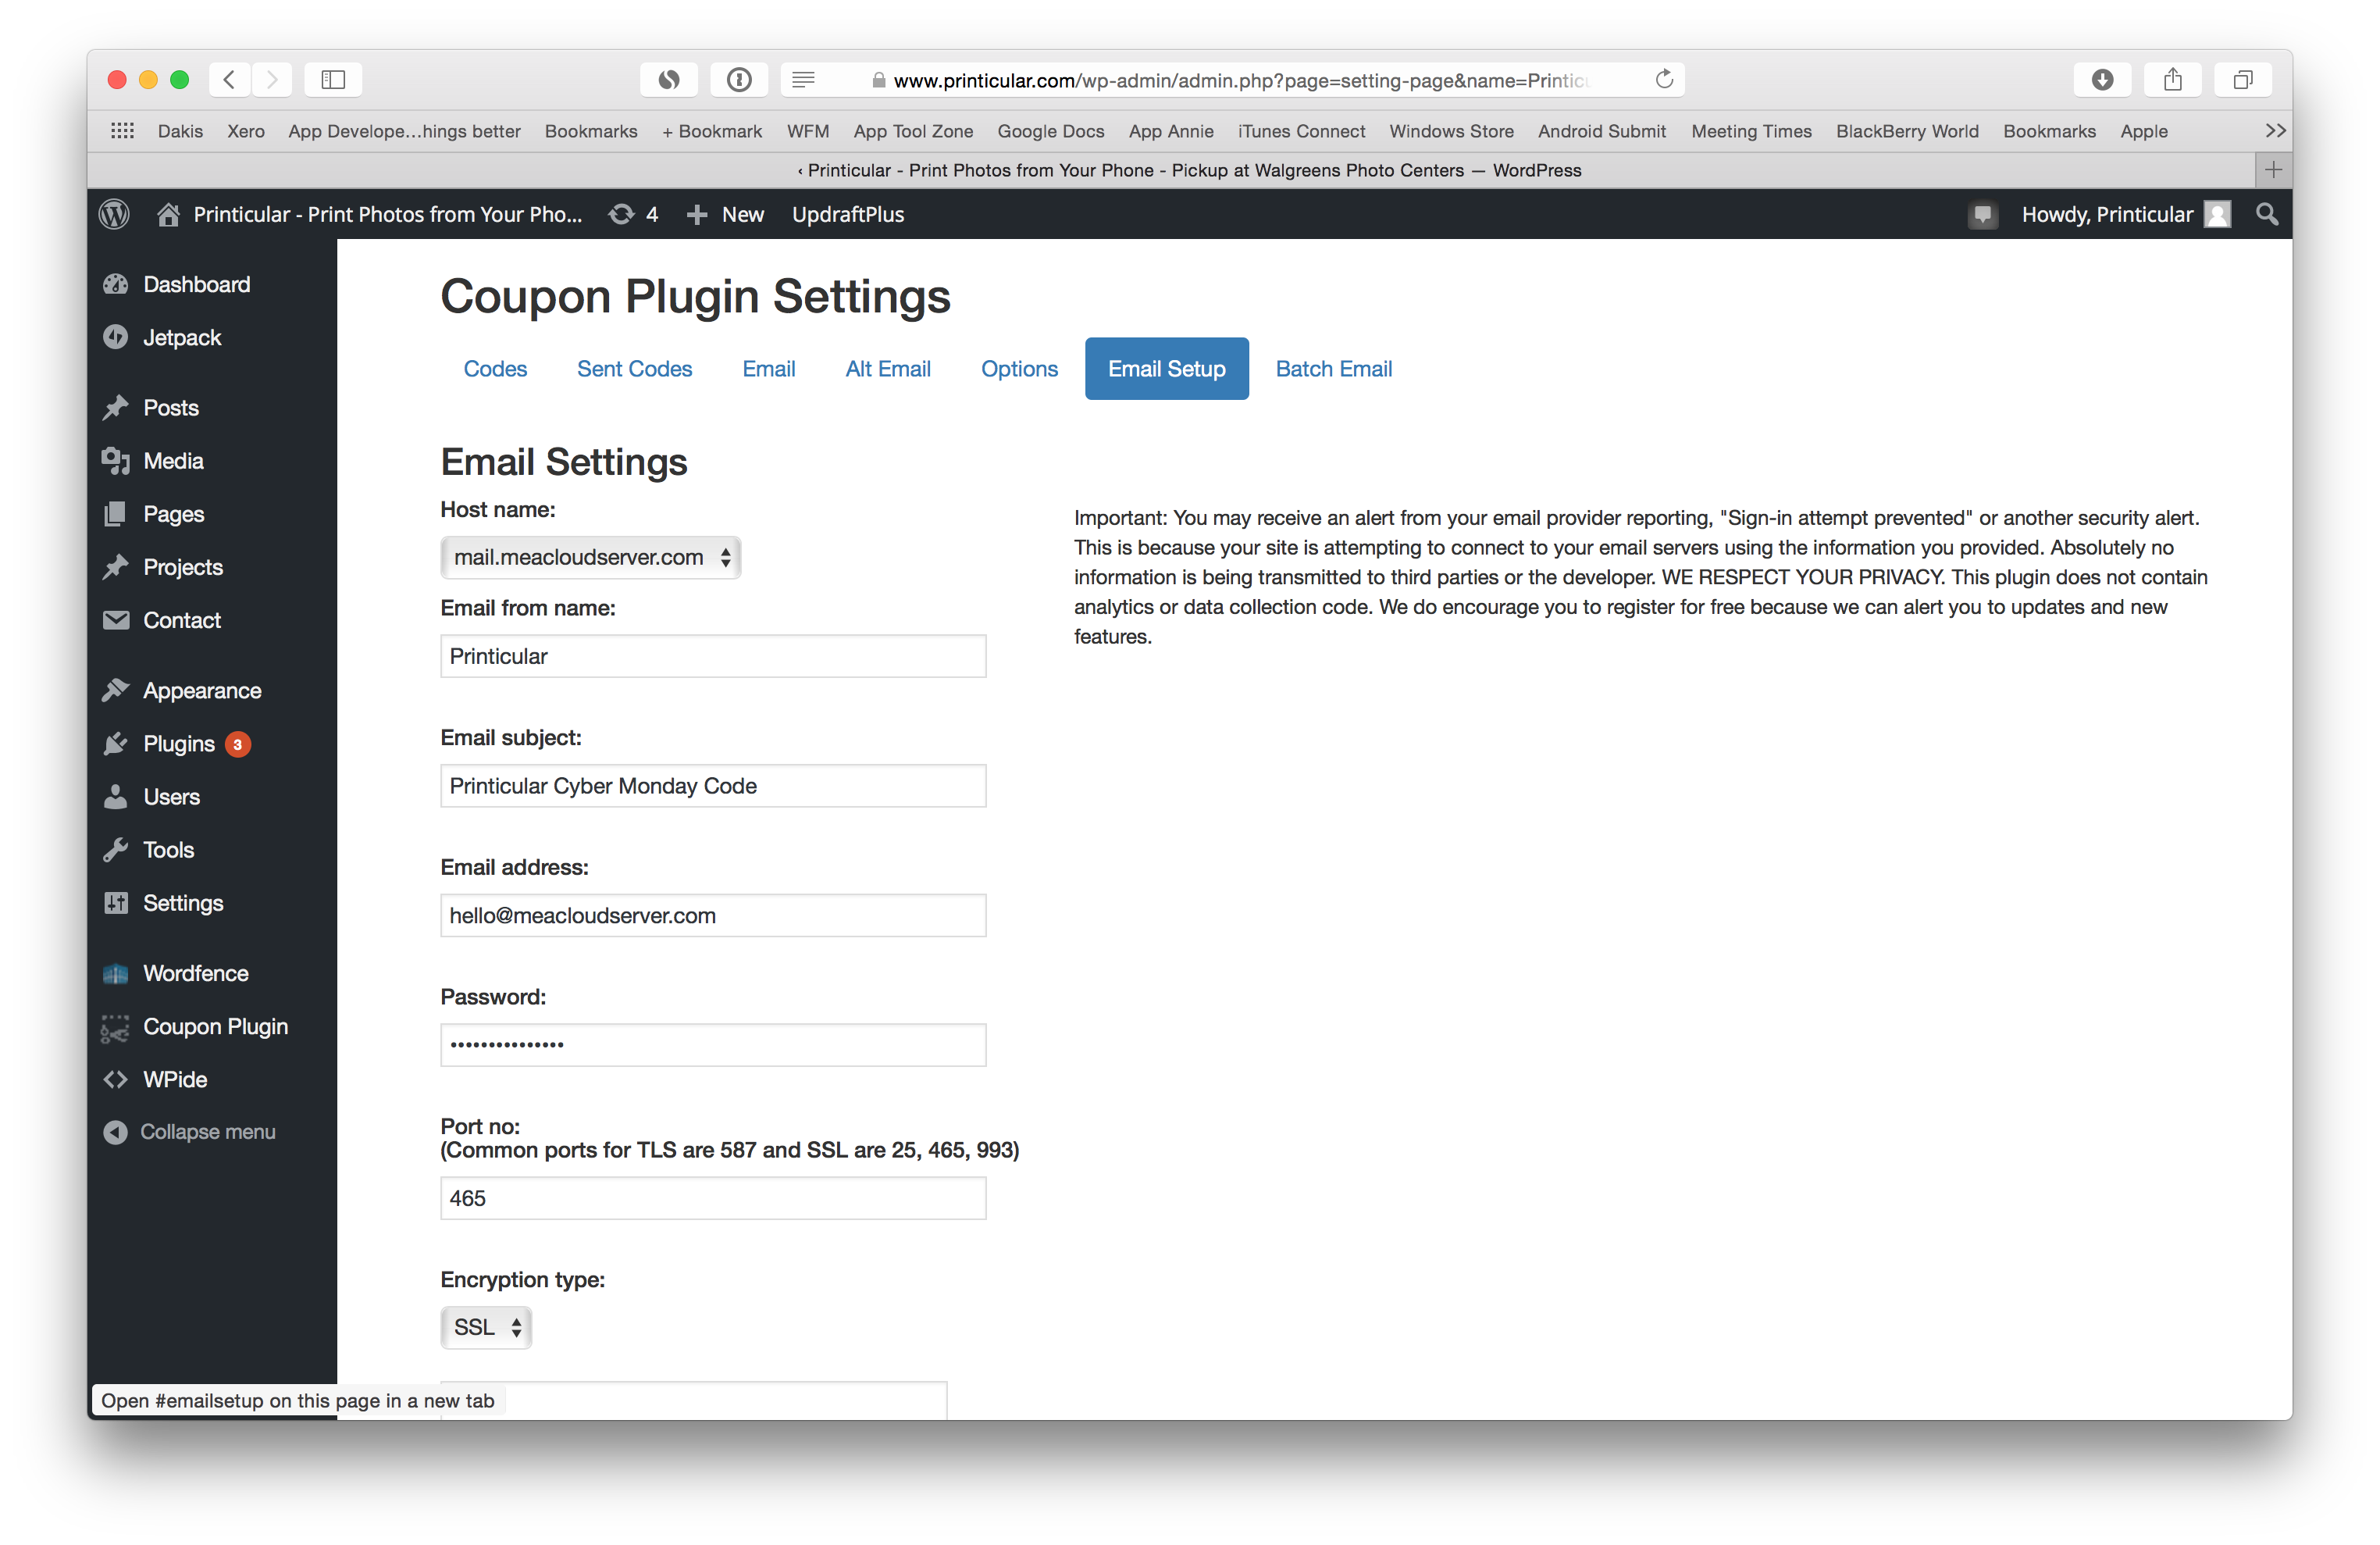 www.printicular.com/wp-admin/admin.php?page=setting-page&name=Printic
Dakis Xero App Develope…hings better Bookmarks + Bookmark WFM App Tool Zone Google Docs App Annie iTunes Connect Windows Store Android Submit Meeting Times BlackBerry World Bookmarks Apple >>
‹ Printicular - Print Photos from Your Phone - Pickup at Walgreens Photo Centers — WordPress
Printicular - Print Photos from Your Pho... 4 New UpdraftPlus Howdy, Printicular
Dashboard
Jetpack
Posts
Media
Pages
Projects
Contact
Appearance
Plugins 3
Users
Tools
Settings
Wordfence
Coupon Plugin
WPide
Collapse menu
Coupon Plugin Settings
Codes Sent Codes Email Alt Email Options Email Setup Batch Email
Email Settings
Host name:
mail.meacloudserver.com
Email from name:
Printicular
Email subject:
Printicular Cyber Monday Code
Email address:
hello@meacloudserver.com
Password:
•••••••••••••••
Port no:
(Common ports for TLS are 587 and SSL are 25, 465, 993)
465
Encryption type:
SSL
Important: You may receive an alert from your email provider reporting, "Sign-in attempt prevented" or another security alert.
This is because your site is attempting to connect to your email servers using the information you provided. Absolutely no
information is being transmitted to third parties or the developer. WE RESPECT YOUR PRIVACY. This plugin does not contain
analytics or data collection code. We do encourage you to register for free because we can alert you to updates and new
features.
Open #emailsetup on this page in a new tab